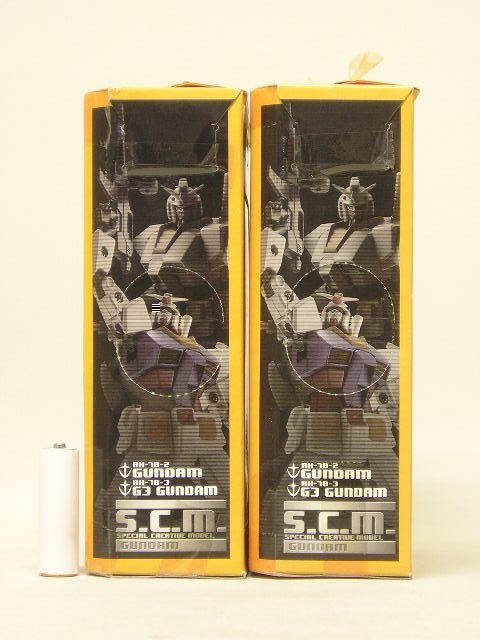 RX-78-2
GUNDAM
RX-78-3
G3 GUNDAM
S.C.M.
SPECIAL CREATIVE MODEL
GUNDAM
RX-78-2
GUNDAM
RX-78-3
G3 GUNDAM
S.C.M.
SPECIAL CREATIVE MODEL
GUNDAM